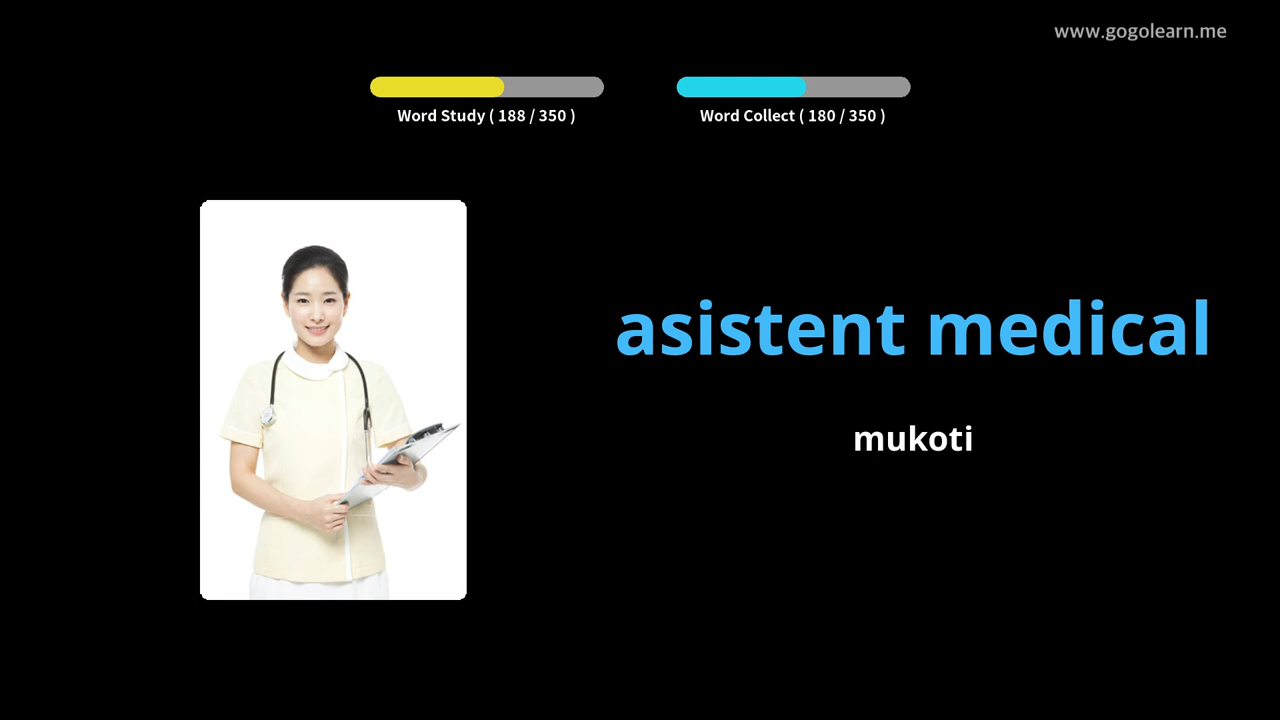 www.gogolearn.me
Word Study ( 188 / 350 )
Word Collect ( 180 / 350 )
asistent medical
mukoti